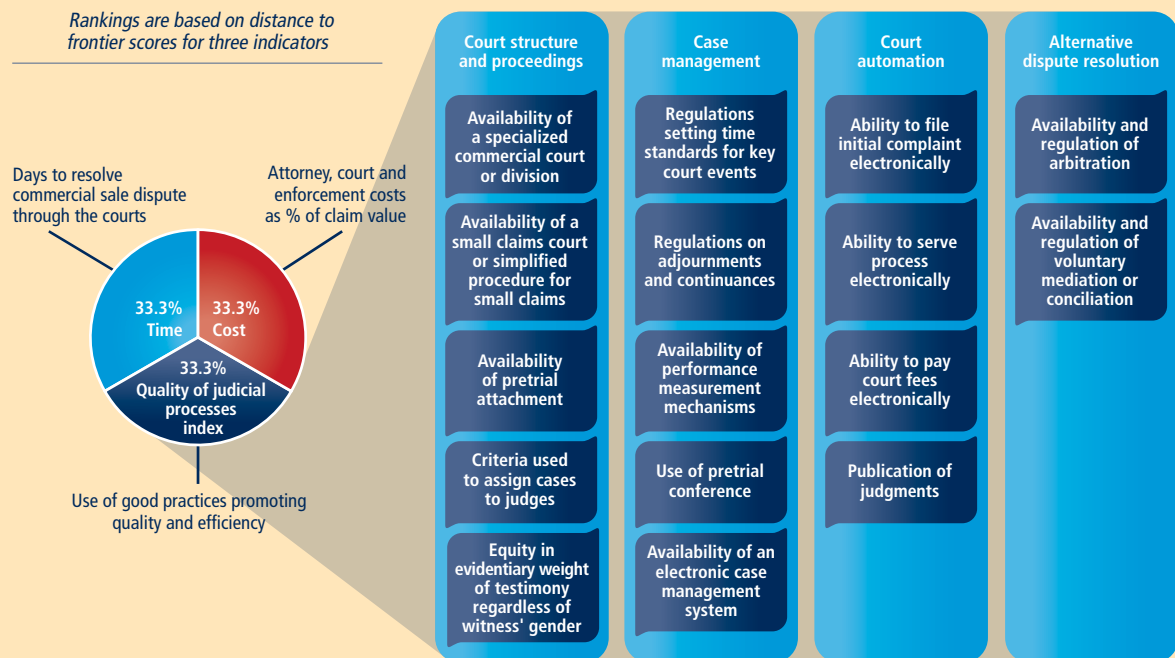 Rankings are based on distance to
frontier scores for three indicators
Days to resolve
commercial sale dispute
through the courts
Attorney, court and
enforcement costs
as % of claim value
33.3%
Time
33.3%
Cost
33.3%
Quality of judicial
processes
index
Use of good practices promoting
quality and efficiency
Court structure
and proceedings
Availability of
a specialized
commercial court
or division
Availability of a
small claims court
or simplified
procedure for
small claims
Availability
of pretrial
attachment
Criteria used
to assign cases
to judges
Equity in
evidentiary weight
of testimony
regardless of
witness' gender
Case
management
Regulations
setting time
standards for key
court events
Regulations on
adjournments
and continuances
Availability of
performance
measurement
mechanisms
Use of pretrial
conference
Availability of an
electronic case
management
system
Court
automation
Ability to file
initial complaint
electronically
Ability to serve
process
electronically
Ability to pay
court fees
electronically
Publication of
judgments
Alternative
dispute resolution
Availability and
regulation of
arbitration
Availability and
regulation of
voluntary
mediation or
conciliation